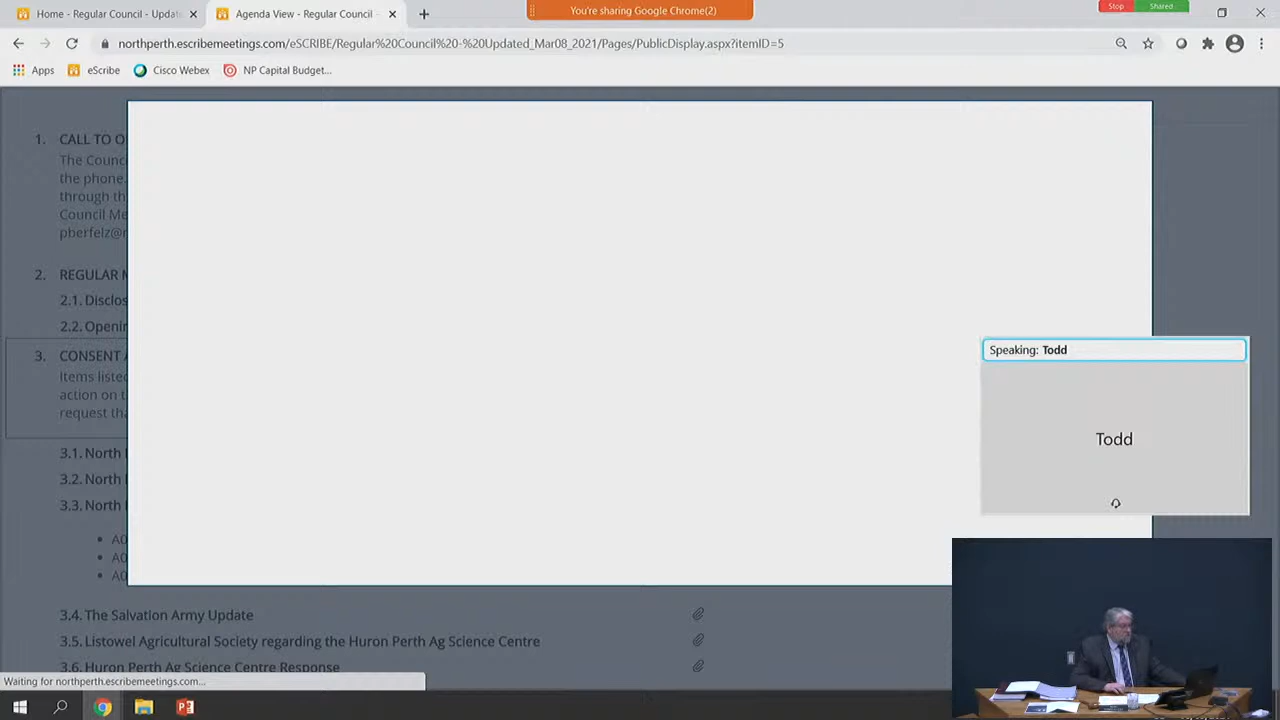 Home - Regular Council - Updat
Agenda View - Regular Council -
You're sharing Google Chrome(2)
Stop
Shared
northperth.escribemeetings.com/eSCRIBE/Regular%20Council%20-%20Updated_Mar08_2021/Pages/PublicDisplay.aspx?itemID=5
Apps
eScribe
Cisco Webex
NP Capital Budget...
1. CALL TO O
The Counc
the phone.
through th
Council Me
pberfelz@n
2. REGULAR M
2.1. Disclos
2.2. Openin
3. CONSENT A
Items listed
action on t
request tha
3.1. North
3.2. North
3.3. North
A0
A0
A0
Speaking: Todd
Todd
3.4. The Salvation Army Update
3.5. Listowel Agricultural Society regarding the Huron Perth Ag Science Centre
3.6. Huron Perth Ag Science Centre Response
Waiting for northperth.escribemeetings.com...